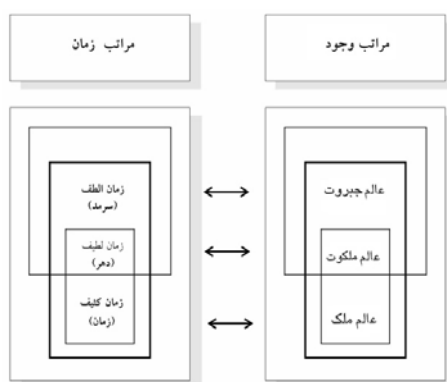 مراتب وجود
مراتب زمان
عالم جبروت
عالم ملکوت
عالم ملک
زمان الطف
(سرمد)
زمان لطیف
(دهر)
زمان کثیف
(زمان)